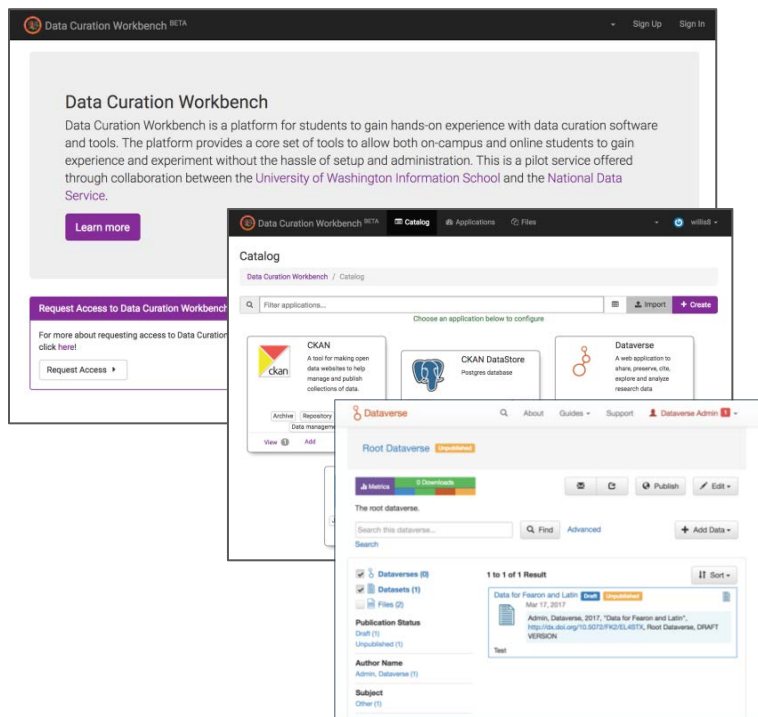 Data Curation Workbench BETA
Sign Up
Sign In
Data Curation Workbench
Data Curation Workbench is a platform for students to gain hands-on experience with data curation software
and tools. The platform provides a core set of tools to allow both on-campus and online students to gain
experience and experiment without the hassle of setup and administration. This is a pilot service offered
through collaboration between the University of Washington Information School and the National Data
Service.
Learn more
Request Access to Data Curation Workbench
For more about requesting access to Data Curation
click here!
Request Access
Data Curation Workbench BETA
Catalog
Applications
Files
willis8
Catalog
Data Curation Workbench / Catalog
Filter applications...
Import
+ Create
Choose an application below to configure
ckan
CKAN
A tool for making open
data websites to help
manage and publish
collections of data.
Archive
Repository
Data manageme
View
Add
CKAN DataStore
Postgres database
Dataverse
A web application to
share, preserve, cite,
explore and analyze
research data
Dataverse
About
Guides
Support
Dataverse Admin 1
Root Dataverse Unpublished
Metrics
0 Downloads
Publish
Edit
The root dataverse.
Search this dataverse...
Find
Advanced
Search
+ Add Data
Dataverses (0)
Datasets (1)
Files (2)
Publication Status
Draft (1)
Unpublished (1)
Author Name
Admin, Dataverse (1)
Subject
Other (1)
1 to 1 of 1 Result
Sort
Data for Fearon and Latin Draft Unpublished
Mar 17, 2017
Admin, Dataverse, 2017, "Data for Fearon and Latin",
http://dx.doi.org/10.5072/FK2/EL4STX, Root Dataverse, DRAFT
VERSION
Test